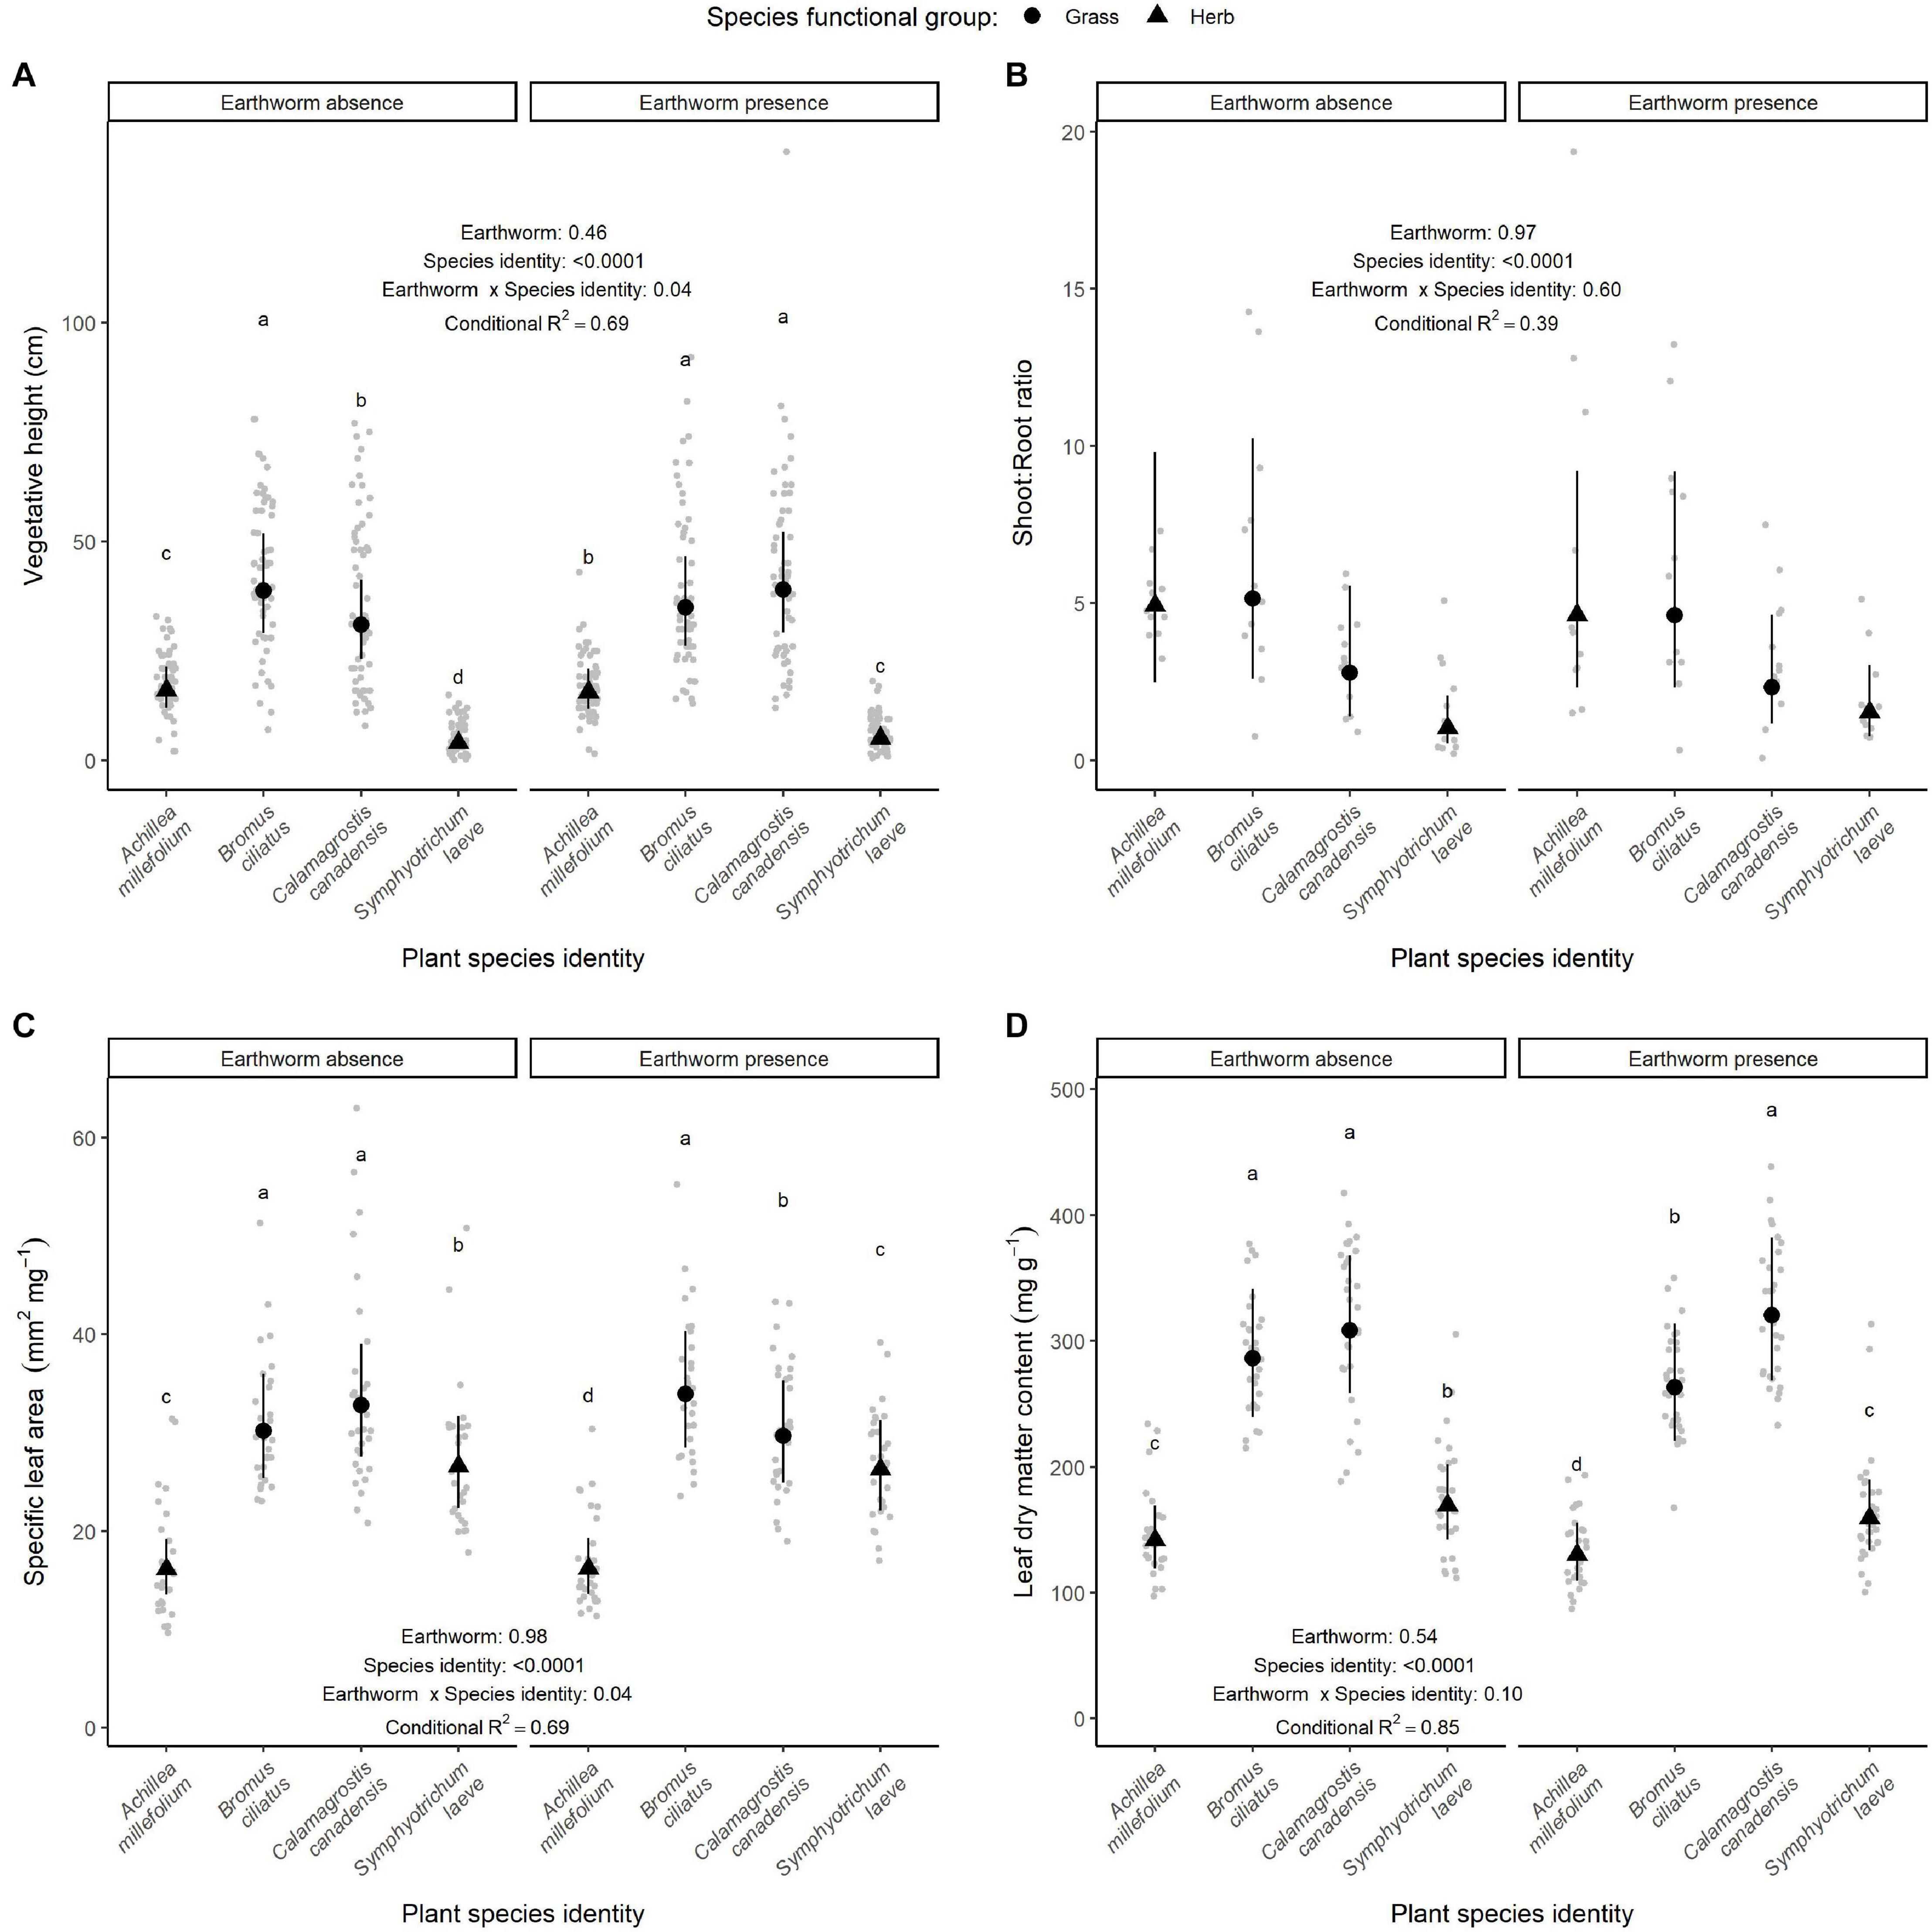 Species functional group: Grass Herb
A
Earthworm absence Earthworm presence
Vegetative height (cm)
100
50
0
Earthworm: 0.46
Species identity: <0.0001
Earthworm x Species identity: 0.04
Conditional R² = 0.69
c a b d
b a a c
Achillea
millefolium
Bromus
ciliatus
Calamagrostis
canadensis
Symphyotrichum
laeve
Achillea
millefolium
Bromus
ciliatus
Calamagrostis
canadensis
Symphyotrichum
laeve
Plant species identity
B
Earthworm absence Earthworm presence
Shoot:Root ratio
20
15
10
5
0
Earthworm: 0.97
Species identity: <0.0001
Earthworm x Species identity: 0.60
Conditional R² = 0.39
Achillea
millefolium
Bromus
ciliatus
Calamagrostis
canadensis
Symphyotrichum
laeve
Achillea
millefolium
Bromus
ciliatus
Calamagrostis
canadensis
Symphyotrichum
laeve
Plant species identity
C
Earthworm absence Earthworm presence
Specific leaf area (mm² mg⁻¹)
60
40
20
0
c a a b
d a b c
Earthworm: 0.98
Species identity: <0.0001
Earthworm x Species identity: 0.04
Conditional R² = 0.69
Achillea
millefolium
Bromus
ciliatus
Calamagrostis
canadensis
Symphyotrichum
laeve
Achillea
millefolium
Bromus
ciliatus
Calamagrostis
canadensis
Symphyotrichum
laeve
Plant species identity
D
Earthworm absence Earthworm presence
Leaf dry matter content (mg g⁻¹)
500
400
300
200
100
0
c a a b
d b a c
Earthworm: 0.54
Species identity: <0.0001
Earthworm x Species identity: 0.10
Conditional R² = 0.85
Achillea
millefolium
Bromus
ciliatus
Calamagrostis
canadensis
Symphyotrichum
laeve
Achillea
millefolium
Bromus
ciliatus
Calamagrostis
canadensis
Symphyotrichum
laeve
Plant species identity